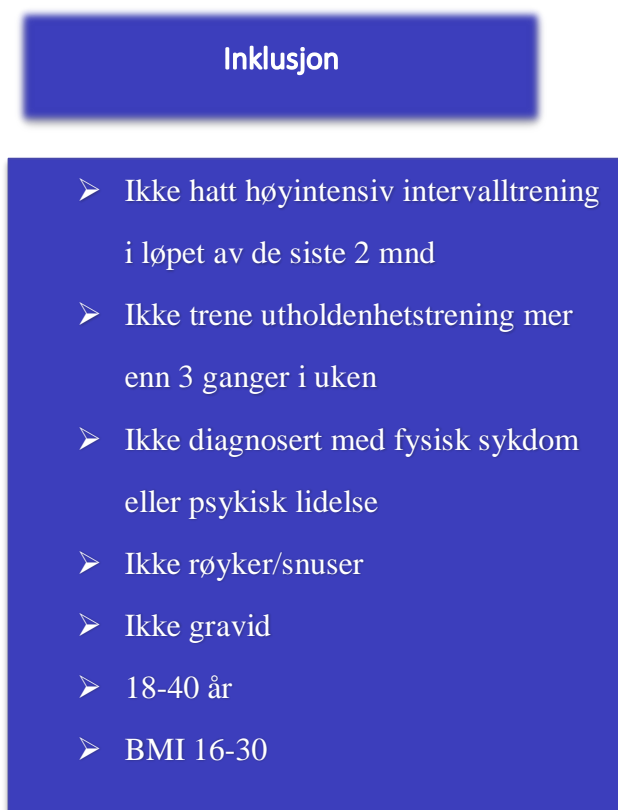 Inklusjon
➢ Ikke hatt høyintensiv intervalltrening
i løpet av de siste 2 mnd
➢ Ikke trene utholdenhetstrening mer
enn 3 ganger i uken
➢ Ikke diagnosert med fysisk sykdom
eller psykisk lidelse
➢ Ikke røyker/snuser
➢ Ikke gravid
➢ 18-40 år
➢ BMI 16-30